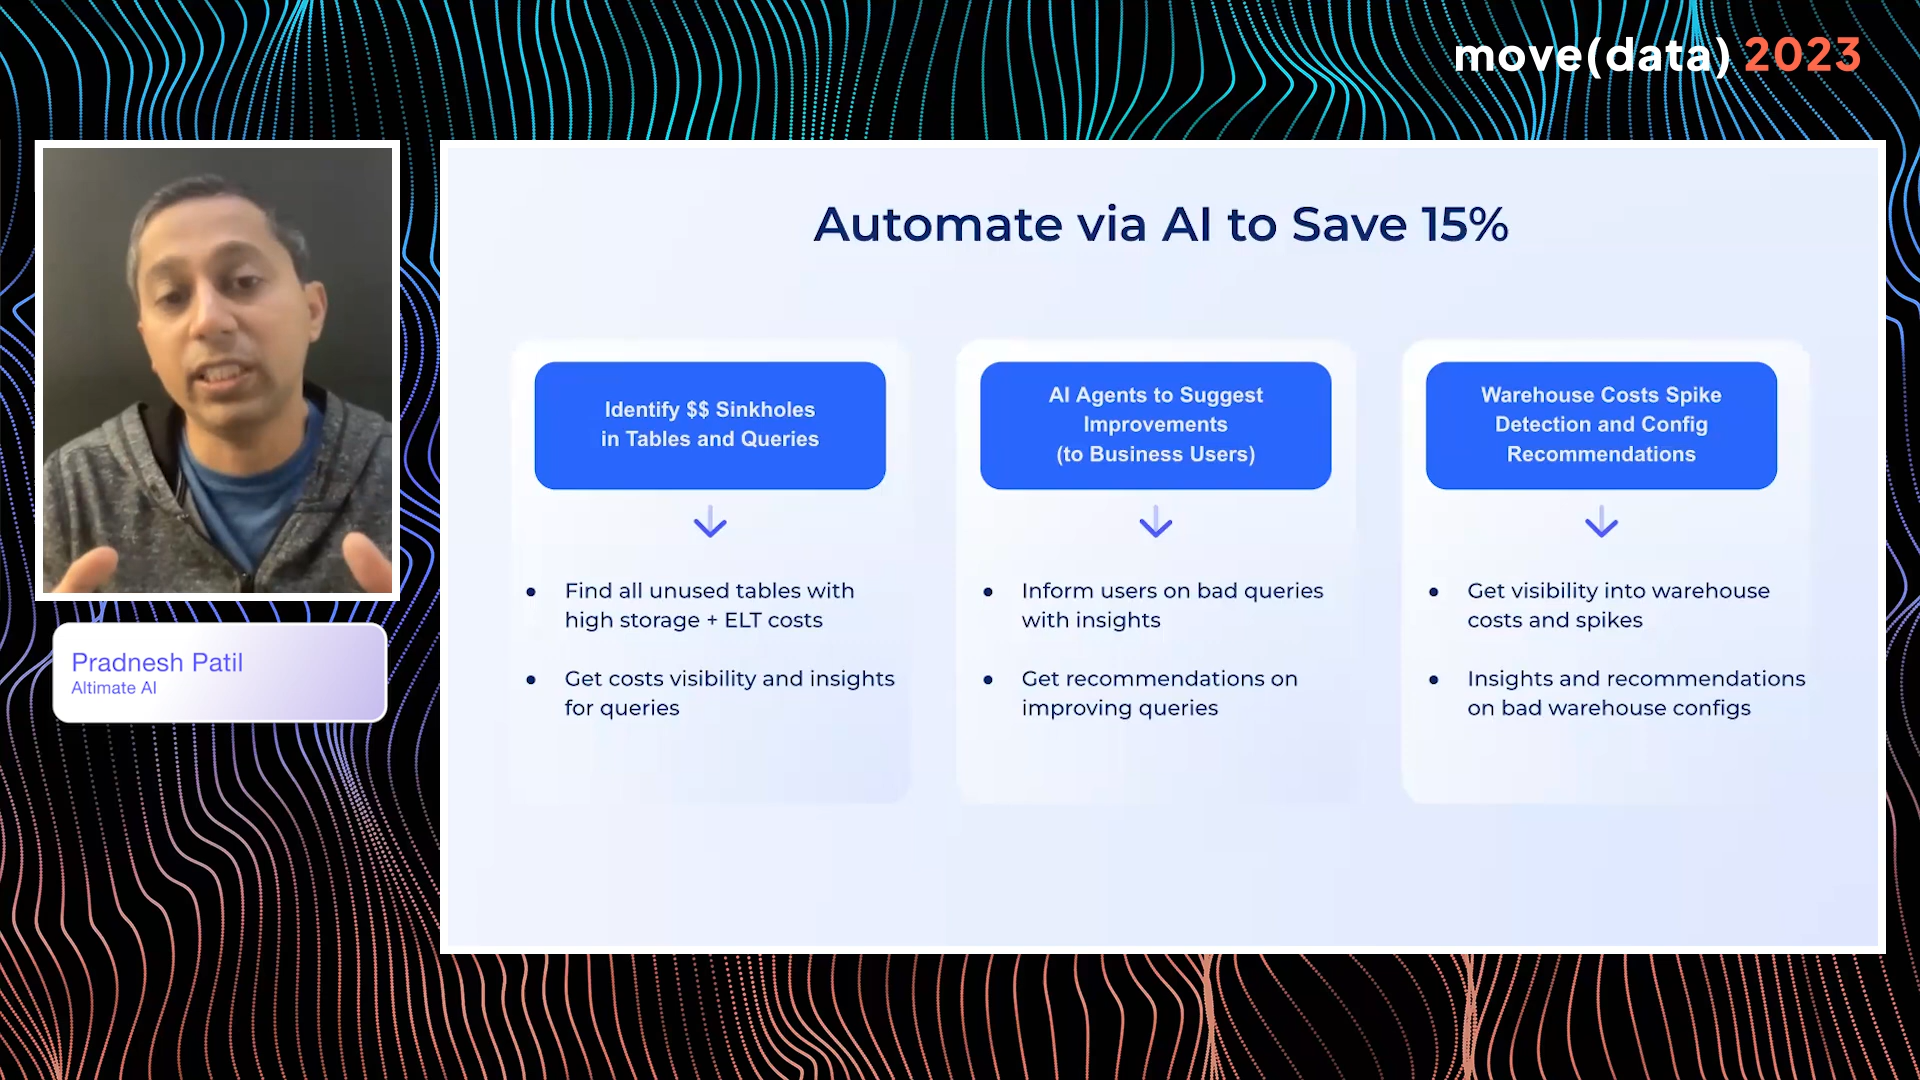 move(data) 2023
Pradnesh Patil
Altimate AI
Automate via AI to Save 15%
Identify $$ Sinkholes
in Tables and Queries
• Find all unused tables with
high storage + ELT costs
• Get costs visibility and insights
for queries
AI Agents to Suggest
Improvements
(to Business Users)
• Inform users on bad queries
with insights
• Get recommendations on
improving queries
Warehouse Costs Spike
Detection and Config
Recommendations
• Get visibility into warehouse
costs and spikes
• Insights and recommendations
on bad warehouse configs